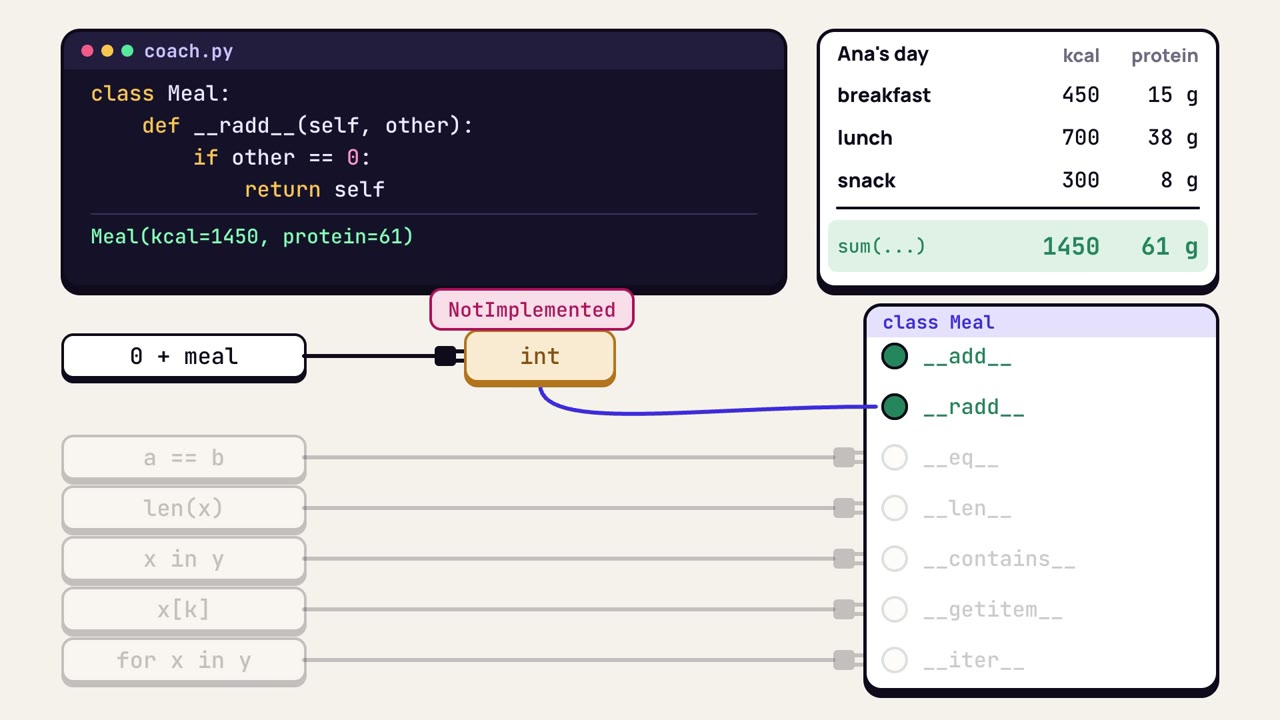 coach.py
class Meal:
    def __radd__(self, other):
        if other == 0:
            return self
Meal(kcal=1450, protein=61)
Ana's day kcal protein
breakfast 450 15 g
lunch 700 38 g
snack 300 8 g
sum(...) 1450 61 g
NotImplemented
0 + meal
int
class Meal
__add__
__radd__
a == b
__eq__
len(x)
__len__
x in y
__contains__
x[k]
__getitem__
for x in y
__iter__